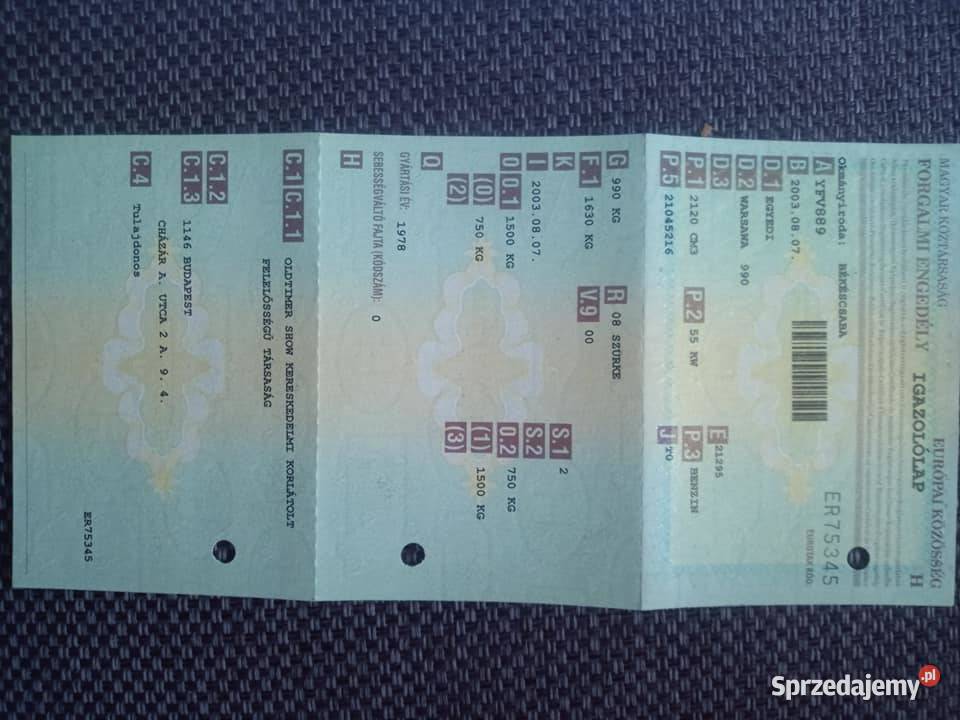 MAGYAR KÖZTÁRSASÁG EURÓPAI KÖZÖSSÉG
FORGALMI ENGEDÉLY IGAZOLÓLAP H
Okmányiroda: BÉKÉSCSABA ER75345
A YFV889
B 2003.08.07.
D.1 EGYEDI
D.2 WARSAWA 990
D.3 E 21295
P.1 2120 CM3 P.2 55 KW P.3 BENZIN
P.5 21045216 J TO
G 990 KG R 08 SZÜRKE S.1 2
F.1 1630 KG V.9 00 S.2
K
I 2003.08.07.
O O.1 1500 KG O.2 750 KG
(0) 750 KG (1) 1500 KG
(2) (3)
Q
GYÁRTÁSI ÉV: 1978
SEBESSÉGVÁLTÓ FAJTA (KÓDSZÁM): 0
H
C.1 C.1.1 OLDTIMER SHOW KERESKEDELMI KORLÁTOLT
FELELŐSSÉGŰ TÁRSASÁG
C.1.2
C.1.3 1146 BUDAPEST
CHÁZÁR A. UTCA 2 A. 9. 4.
C.4 Tulajdonos
ER75345
Sprzedajemy.pl